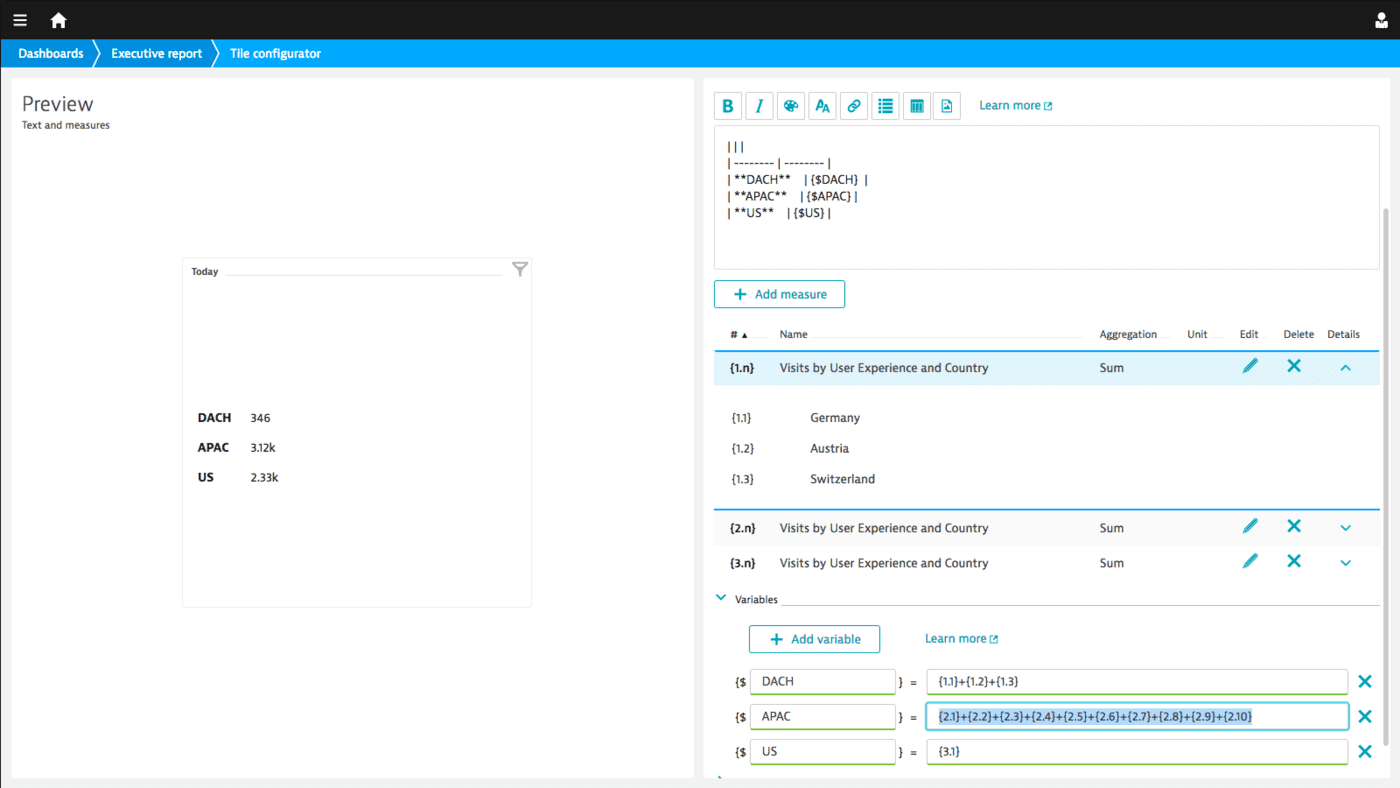 Dashboards Executive report Tile configurator
Preview
Text and measures
Today
DACH 346
APAC 3.12k
US 2.33k
B I AA Learn more
|||
|-------- | -------- |
| **DACH** | {$DACH} |
| **APAC** | {$APAC} |
| **US** | {$US} |
+ Add measure
# ▲ Name Aggregation Unit Edit Delete Details
{1.n} Visits by User Experience and Country Sum
{1.1} Germany
{1.2} Austria
{1.3} Switzerland
{2.n} Visits by User Experience and Country Sum
{3.n} Visits by User Experience and Country Sum
Variables
+ Add variable Learn more
{$ DACH } = {1.1}+{1.2}+{1.3}
{$ APAC } = {2.1}+{2.2}+{2.3}+{2.4}+{2.5}+{2.6}+{2.7}+{2.8}+{2.9}+{2.10}
{$ US } = {3.1}